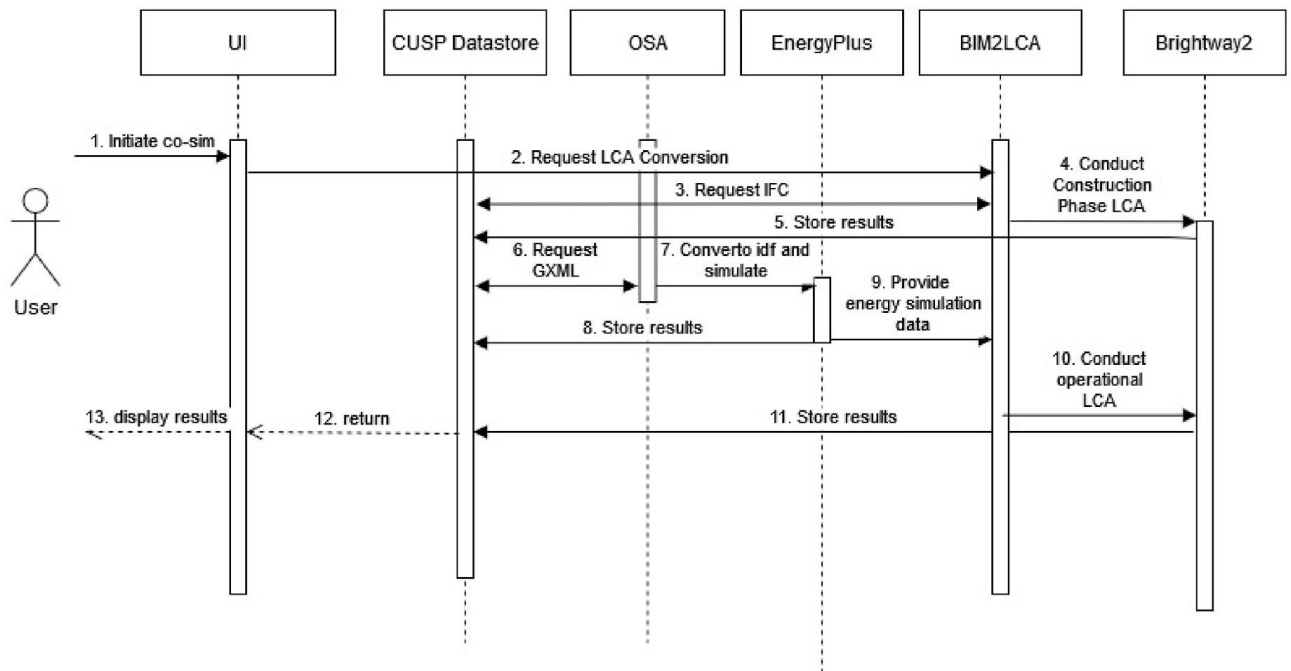 UI
CUSP Datastore
OSA
EnergyPlus
BIM2LCA
Brightway2
1. Initiate co-sim
2. Request LCA Conversion
3. Request IFC
4. Conduct
Construction
Phase LCA
5. Store results
6. Request
GXML
7. Converto idf and
simulate
8. Store results
9. Provide
energy simulation
data
10. Conduct
operational
LCA
11. Store results
12. return
13. display results
User